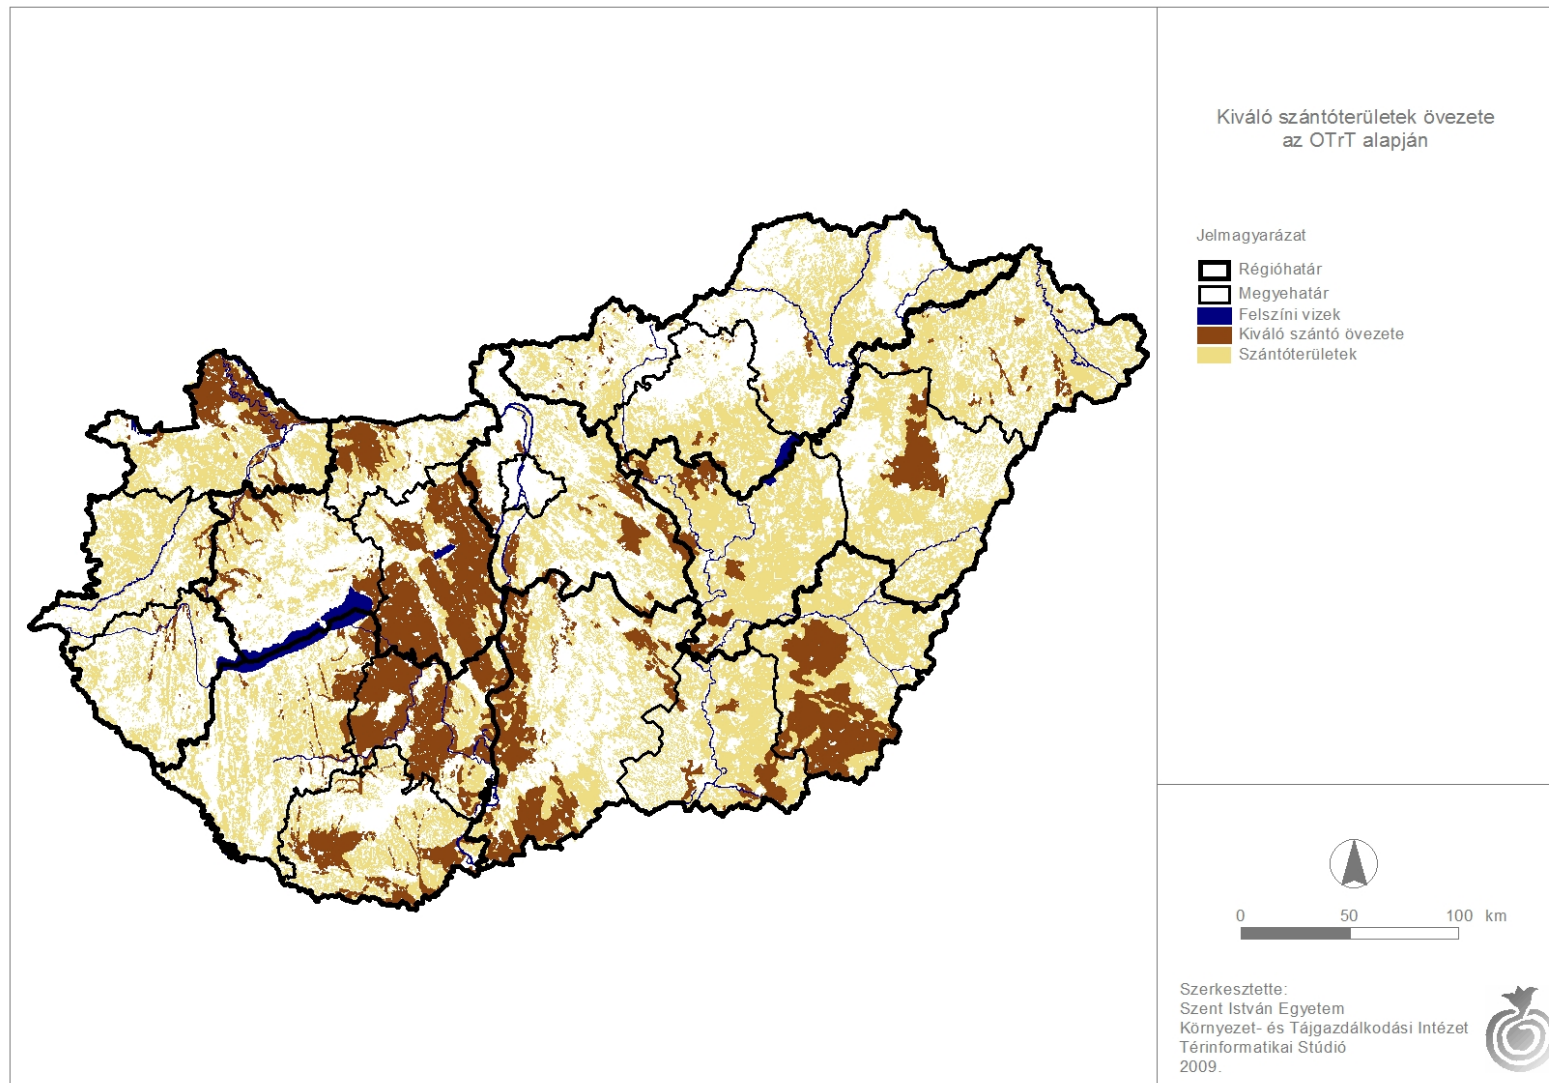 Kiváló szántóterületek övezete
az OTrT alapján
Jelmagyarázat
Régióhatár
Megyehatár
Felszíni vizek
Kiváló szántó övezete
Szántóterületek
0 50 100 km
Szerkesztette:
Szent István Egyetem
Környezet- és Tájgazdálkodási Intézet
Térinformatikai Stúdió
2009.